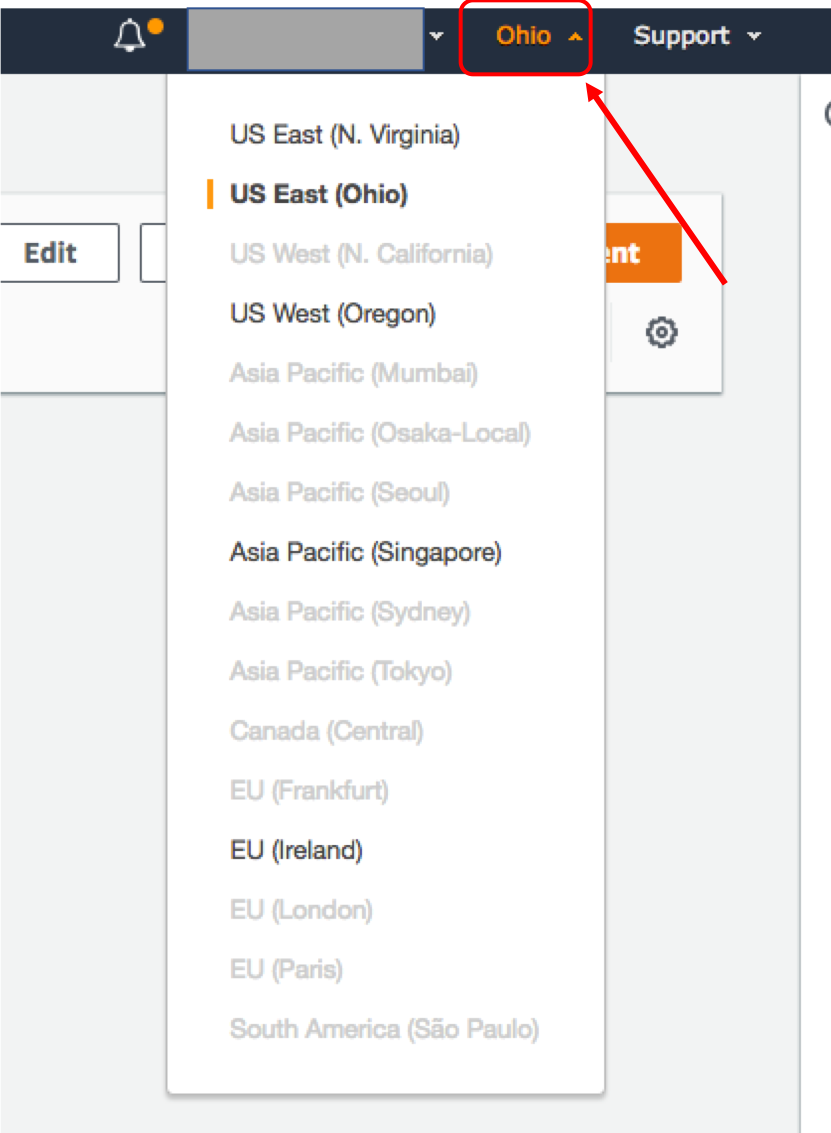 Ohio Support
US East (N. Virginia)
US East (Ohio)
Edit
US West (N. California)
US West (Oregon)
Asia Pacific (Mumbai)
Asia Pacific (Osaka-Local)
Asia Pacific (Seoul)
Asia Pacific (Singapore)
Asia Pacific (Sydney)
Asia Pacific (Tokyo)
Canada (Central)
EU (Frankfurt)
EU (Ireland)
EU (London)
EU (Paris)
South America (São Paulo)